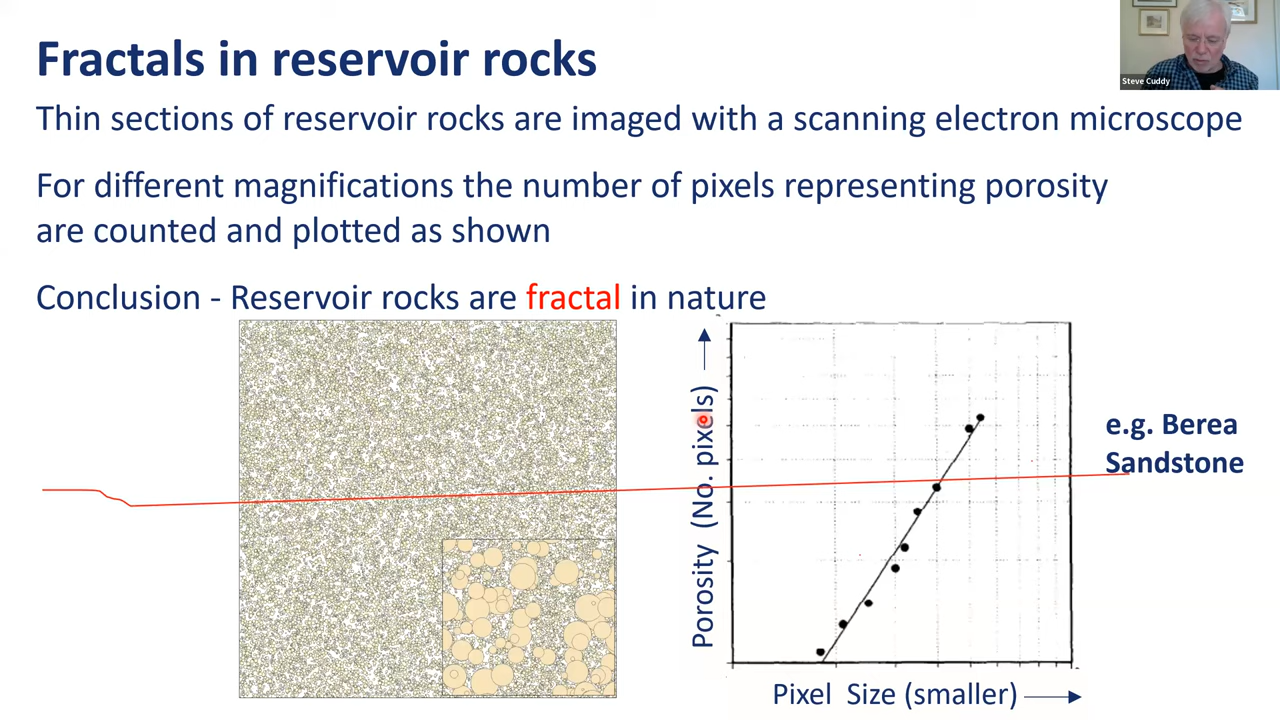 Fractals in reservoir rocks
Steve Cuddy
Thin sections of reservoir rocks are imaged with a scanning electron microscope
For different magnifications the number of pixels representing porosity
are counted and plotted as shown
Conclusion - Reservoir rocks are fractal in nature
Porosity (No. pixels)
e.g. Berea
Sandstone
Pixel Size (smaller)